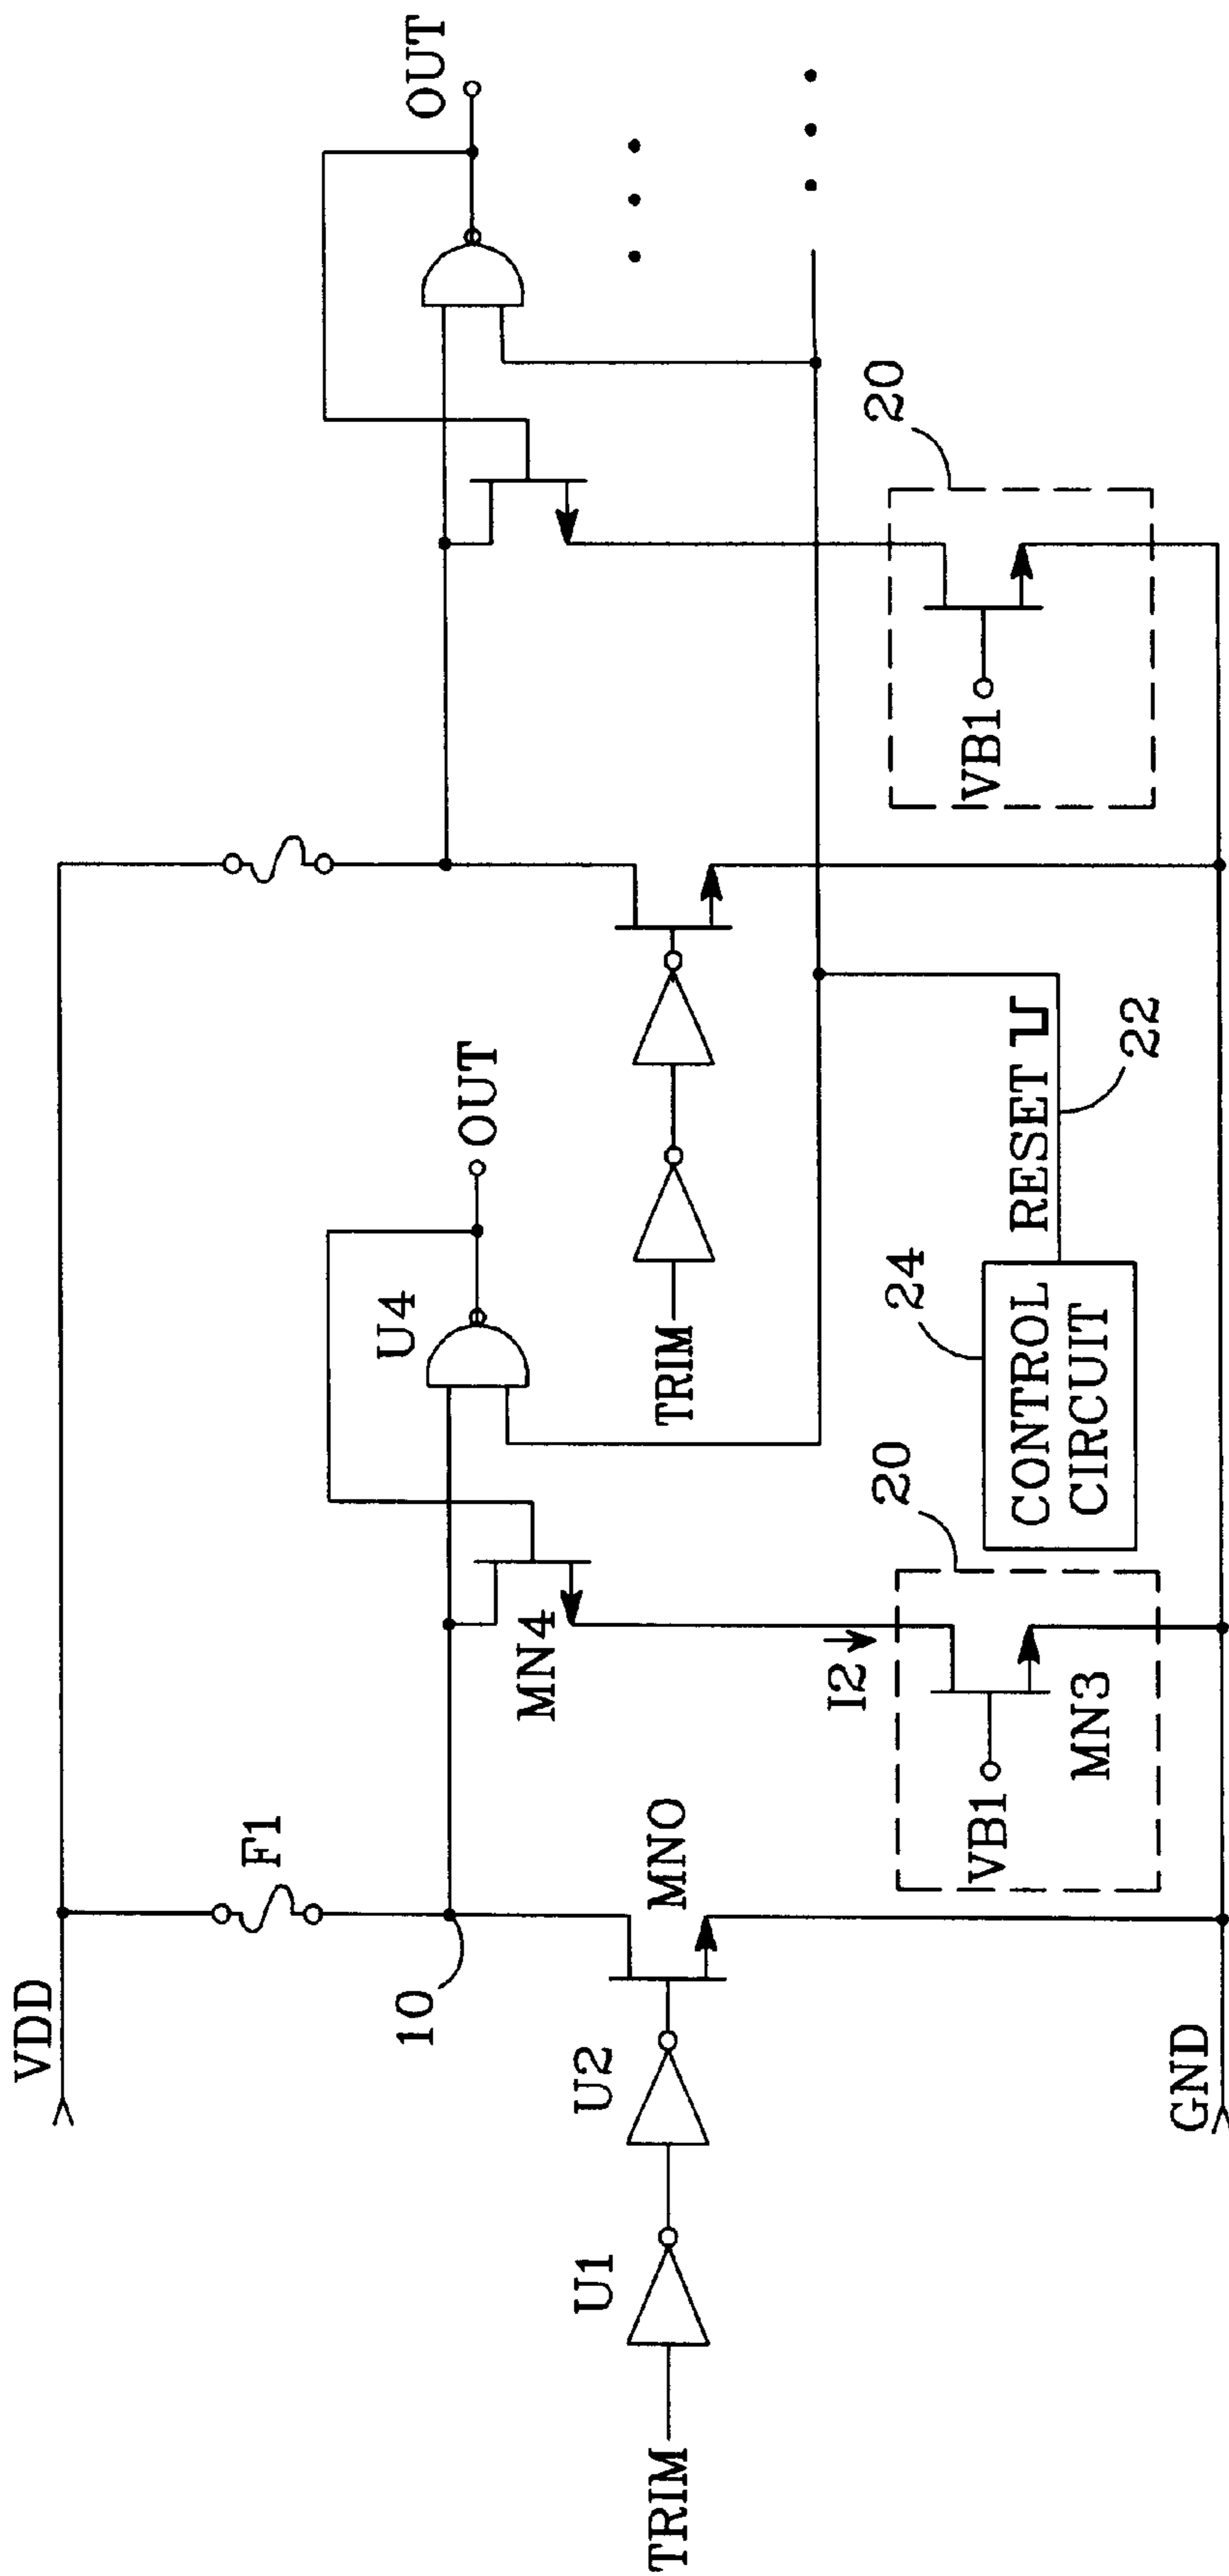 VDD
F1
10
TRIM
U1
U2
MNO
MN4
U4
OUT
I2
20
VB1
MN3
24
CONTROL
CIRCUIT
RESET
22
GND
TRIM
OUT
20
VB1